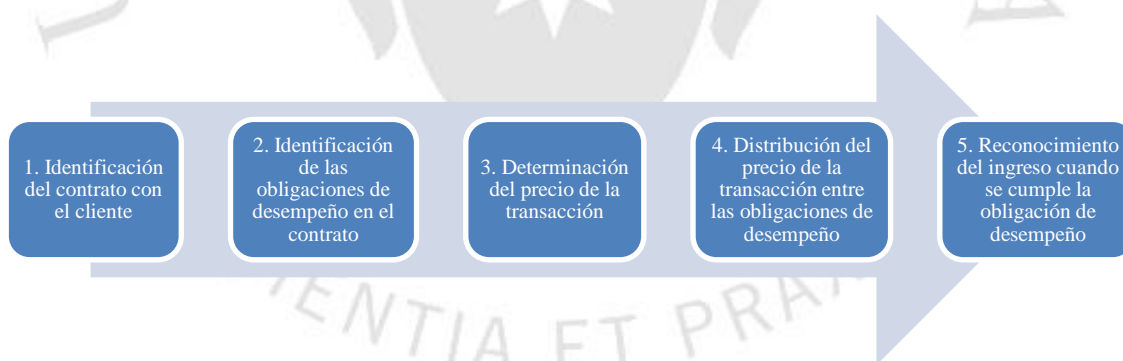 1. Identificación
del contrato con
el cliente
2. Identificación
de las
obligaciones de
desempeño en el
contrato
3. Determinación
del precio de la
transacción
4. Distribución del
precio de la
transacción entre
las obligaciones de
desempeño
5. Reconocimiento
del ingreso cuando
se cumple la
obligación de
desempeño
ET